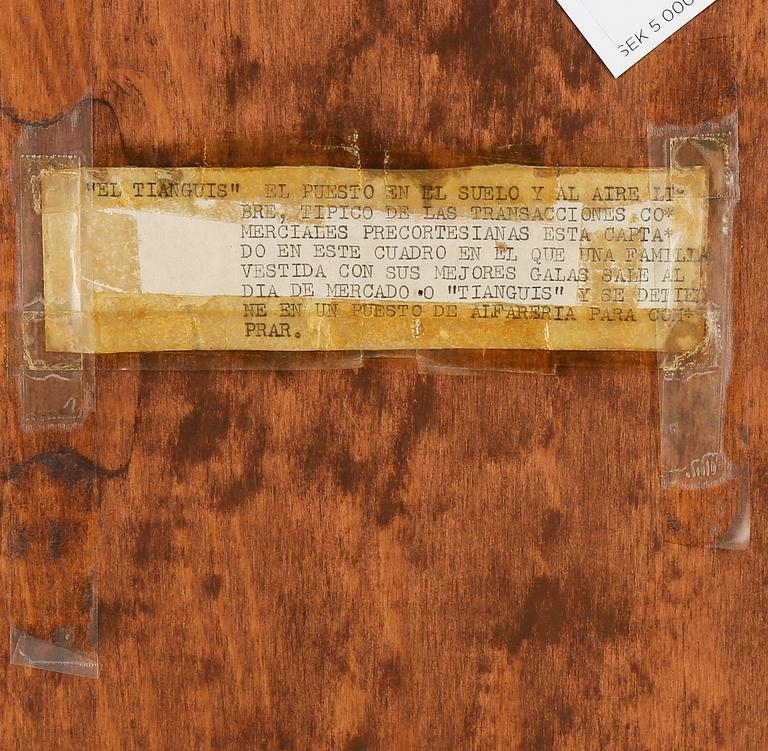 SEK 5 000
"EL TIANGUIS" EL PUESTO EN EL SUELO Y AL AIRE LI*
BRE, TIPICO DE LAS TRANSACCIONES CO*
MERCIALES PRECORTESIANAS ESTA CAPTA*
DO EN ESTE CUADRO EN EL QUE UNA FAMILIA
VESTIDA CON SUS MEJORES GALAS SALE AL
DIA DE MERCADO O "TIANGUIS" Y SE DETIE*
NE EN UN PUESTO DE ALFARERIA PARA COM*
PRAR.